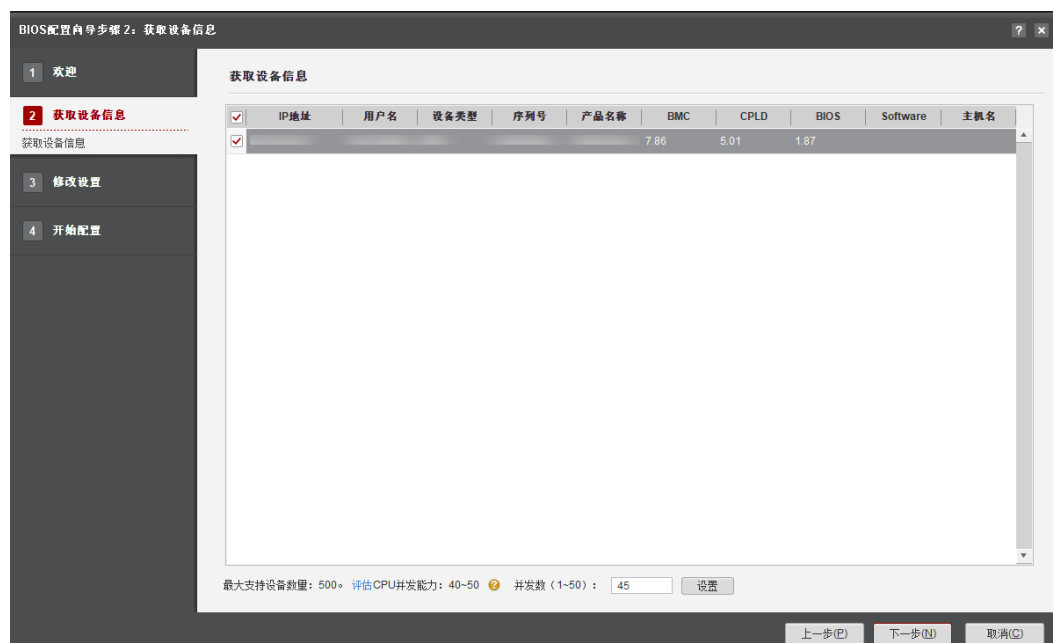 BIOS配置向导步骤2：获取设备信息
? ×
1 欢迎
2 获取设备信息
获取设备信息
3 修改设置
4 开始配置
获取设备信息
IP地址 用户名 设备类型 序列号 产品名称 BMC CPLD BIOS Software 主机名
7.86 5.01 1.87
最大支持设备数量：500。 评估CPU并发能力：40~50 ? 并发数（1~50）： 45 设置
上一步(P) 下一步(N) 取消(C)